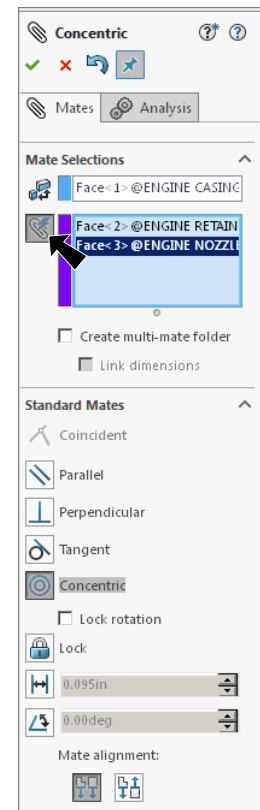 Concentric
Mates Analysis
Mate Selections
Face<1>@ENGINE CASING
Face<2>@ENGINE RETAIN
Face<3>@ENGINE NOZZLE
Create multi-mate folder
Link dimensions
Standard Mates
Coincident
Parallel
Perpendicular
Tangent
Concentric
Lock rotation
Lock
0.095in
0.00deg
Mate alignment: